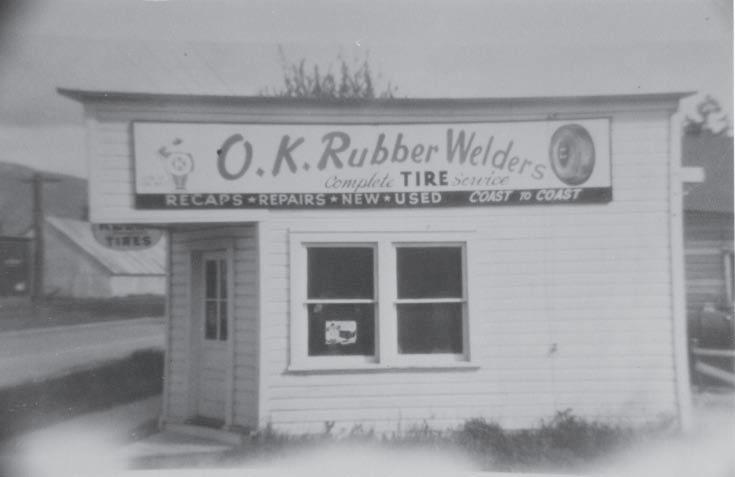 O.K. Rubber Welders
Complete TIRE Service
RECAPS ★ REPAIRS ★ NEW ★ USED COAST TO COAST
TIRES